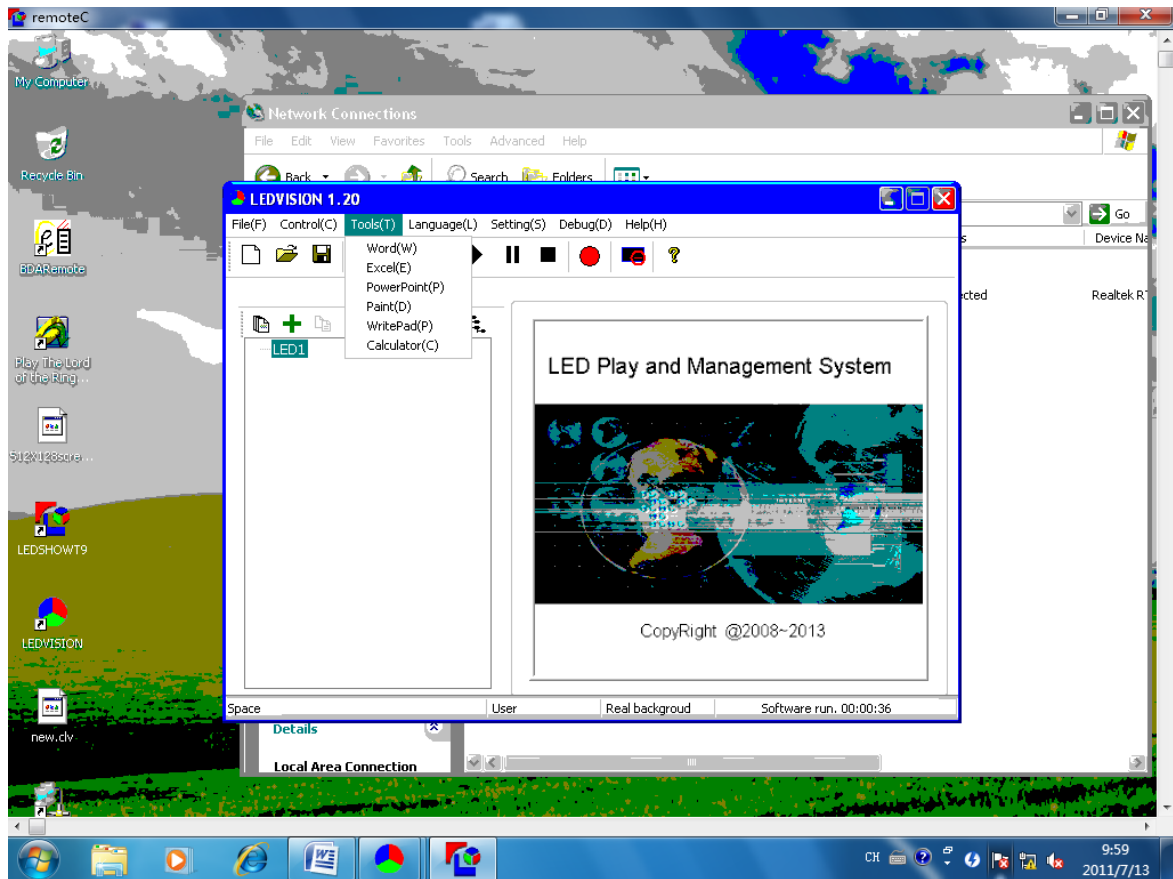 remoteC
My Computer
Network Connections
File Edit View Favorites Tools Advanced Help
Recycle Bin
Back Search Folders
LEDVISION 1.20
File(F) Control(C) Tools(T) Language(L) Setting(S) Debug(D) Help(H)
Go
s Device Na
Word(W)
Excel(E)
PowerPoint(P)
Paint(D)
WritePad(P)
Calculator(C)
BDARemote
ected Realtek RT
LED1
Play The Lord
of the Ring...
LED Play and Management System
512X128scre...
INTERNET
LEDSHOWT9
LEDVISION
CopyRight @2008~2013
Space User Real backgroud Software run. 00:00:36
new.clv
Details
Local Area Connection
CH
9:59
2011/7/13